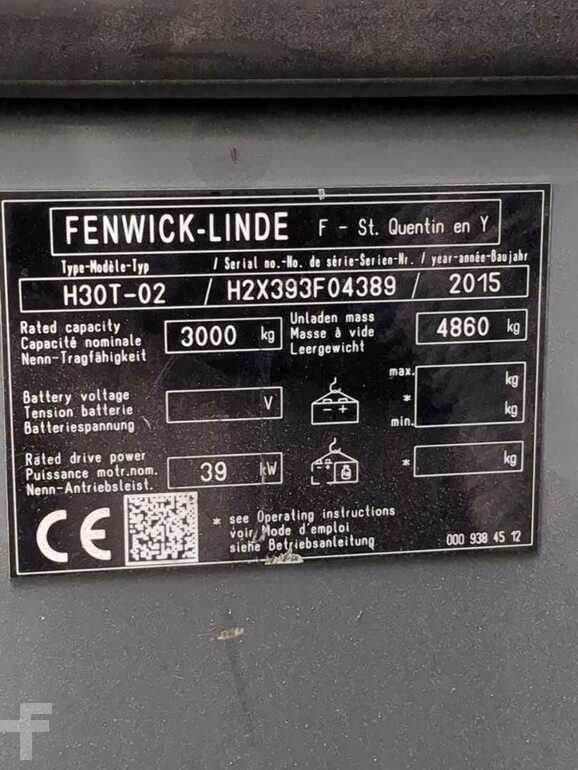 FENWICK-LINDE F - St. Quentin en Y
Type-Modèle-Typ / Serial no.-No. de série-Serien-Nr. / year-année-Baujahr
H30T-02 / H2X393F04389 / 2015
Rated capacity
Capacité nominale
Nenn-Tragfähigkeit
3000 kg
Unladen mass
Masse à vide
Leergewicht
4860 kg
Battery voltage
Tension batterie
Batteriespannung
V
- +
max. kg
* kg
min.
Rated drive power
Puissance motr.nom.
Nenn-Antriebsleist.
39 kW
* kg
CE
* see Operating instructions
voir Mode d'emploi
siehe Betriebsanleitung
000 938 45 12
F